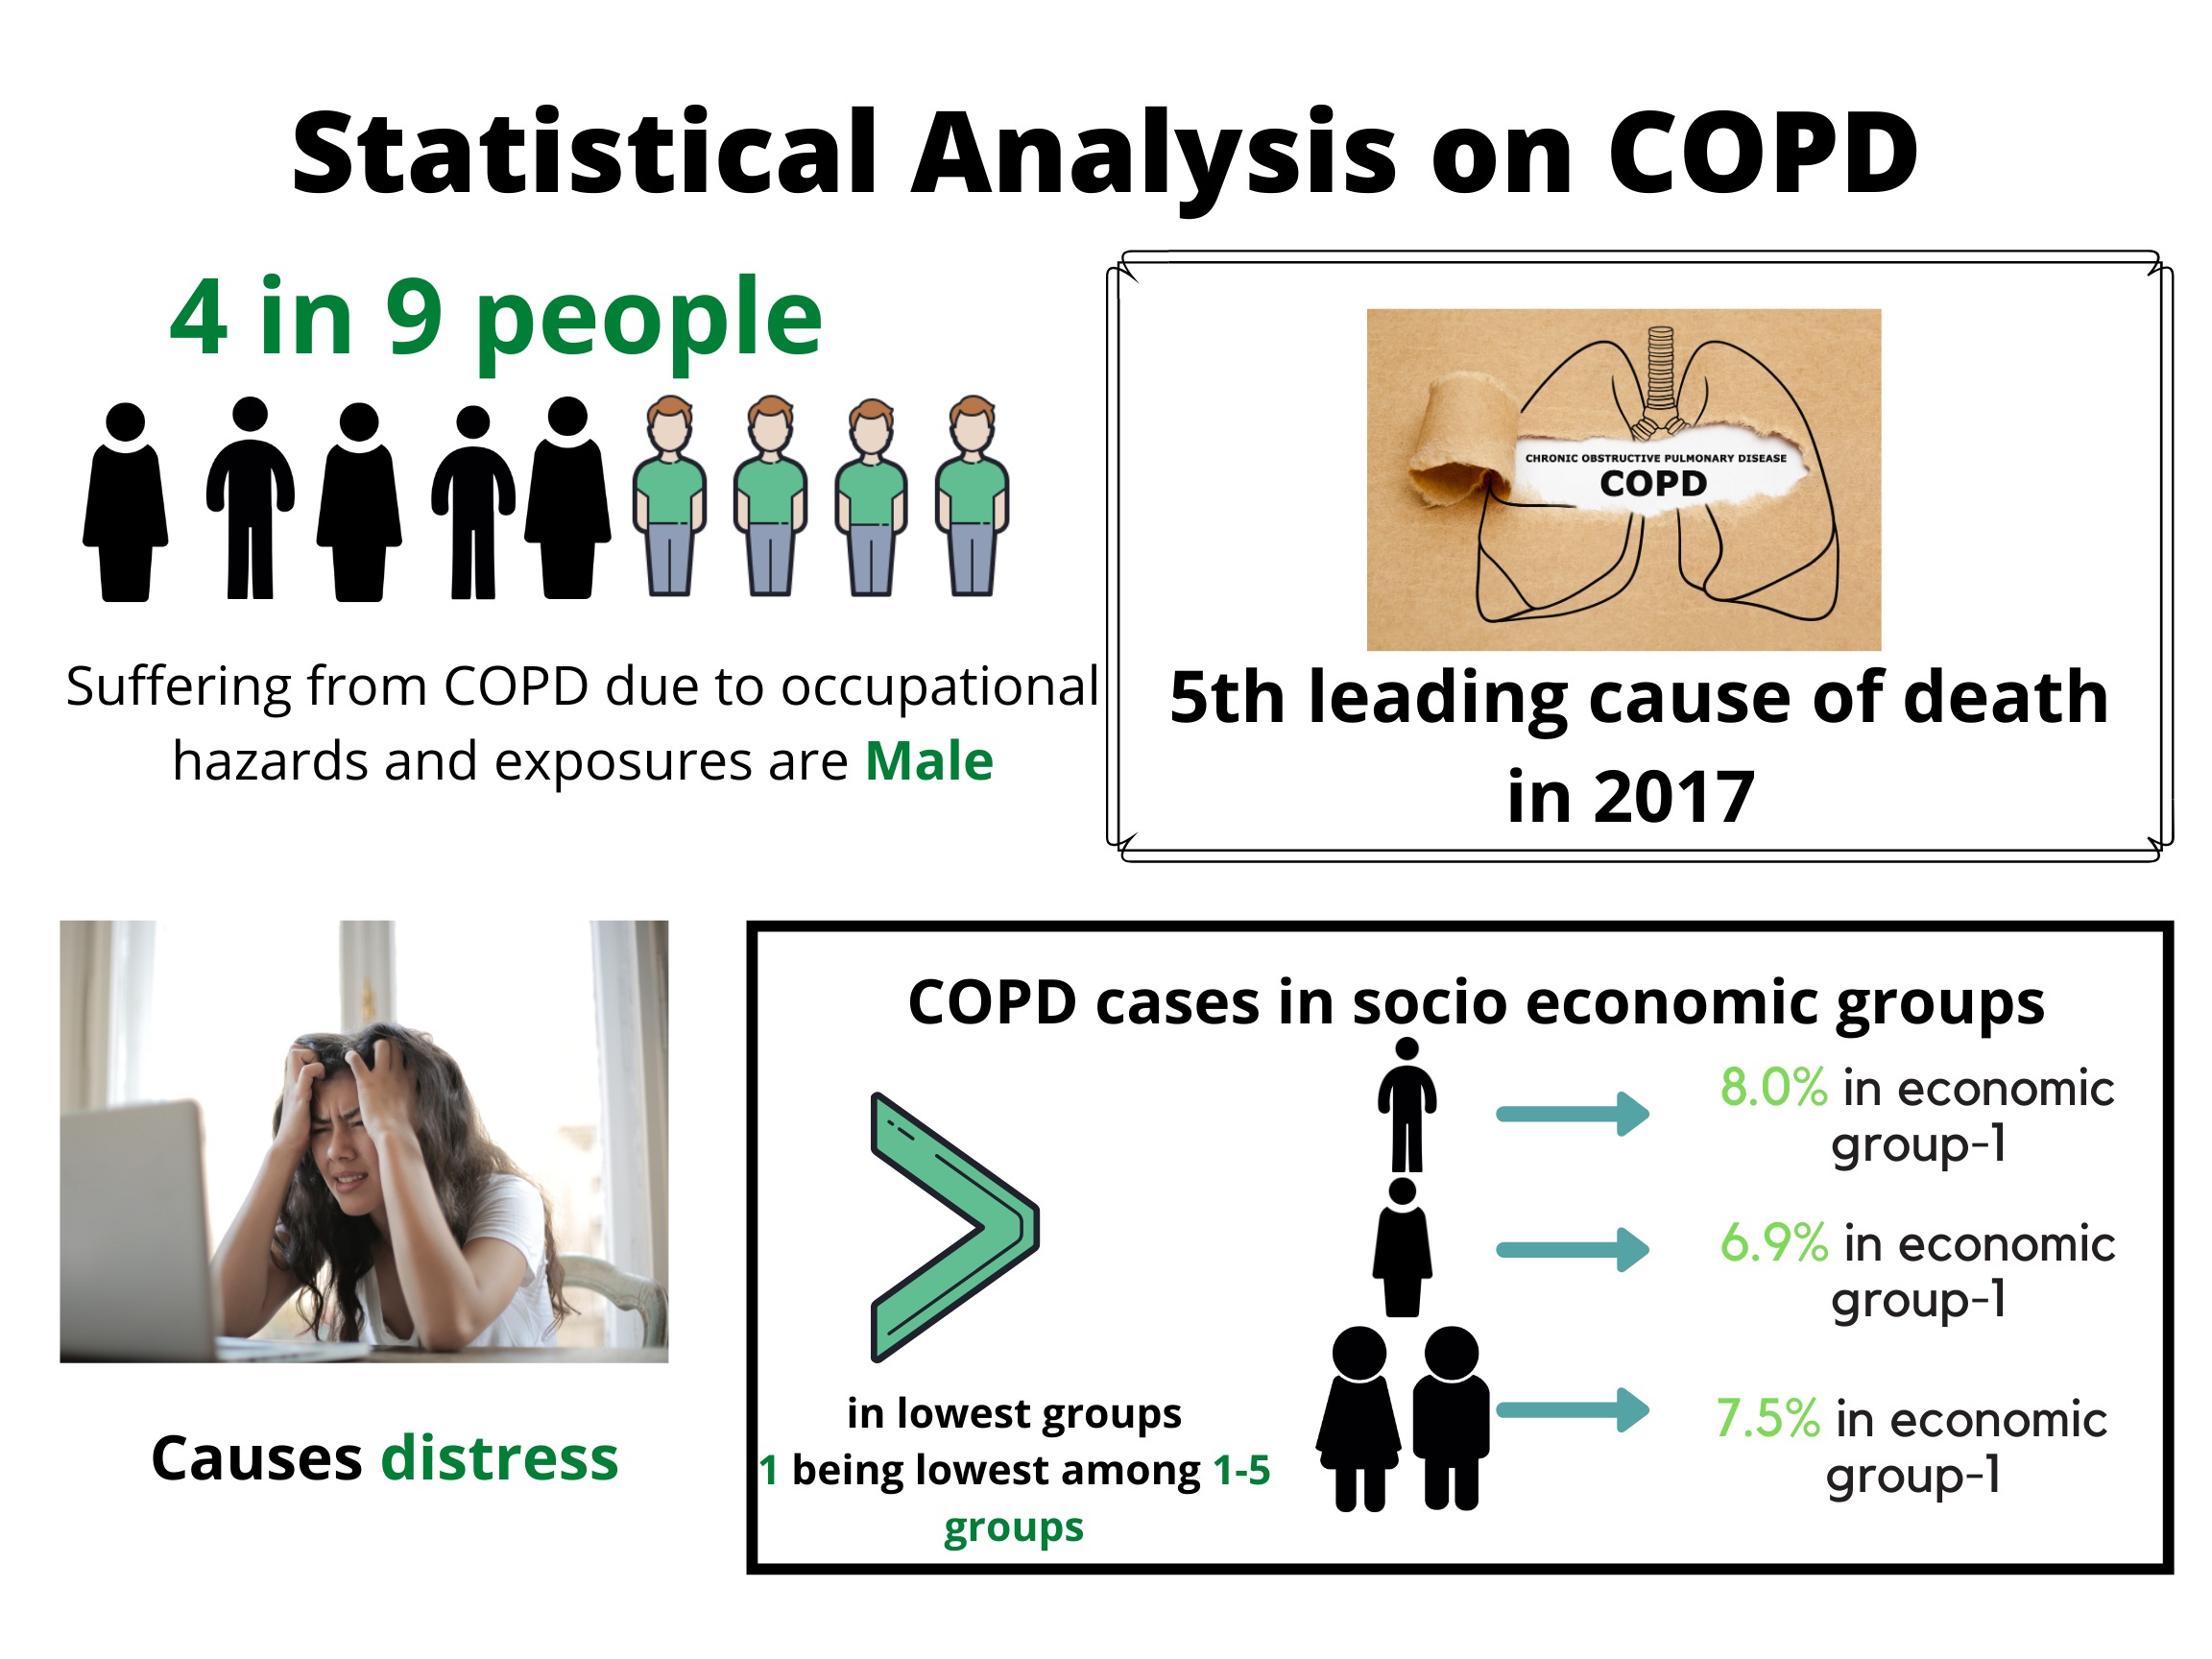 Statistical Analysis on COPD
4 in 9 people
Suffering from COPD due to occupational
hazards and exposures are Male
CHRONIC OBSTRUCTIVE PULMONARY DISEASE
COPD
5th leading cause of death
in 2017
Causes distress
COPD cases in socio economic groups
in lowest groups
1 being lowest among 1-5
groups
8.0% in economic
group-1
6.9% in economic
group-1
7.5% in economic
group-1